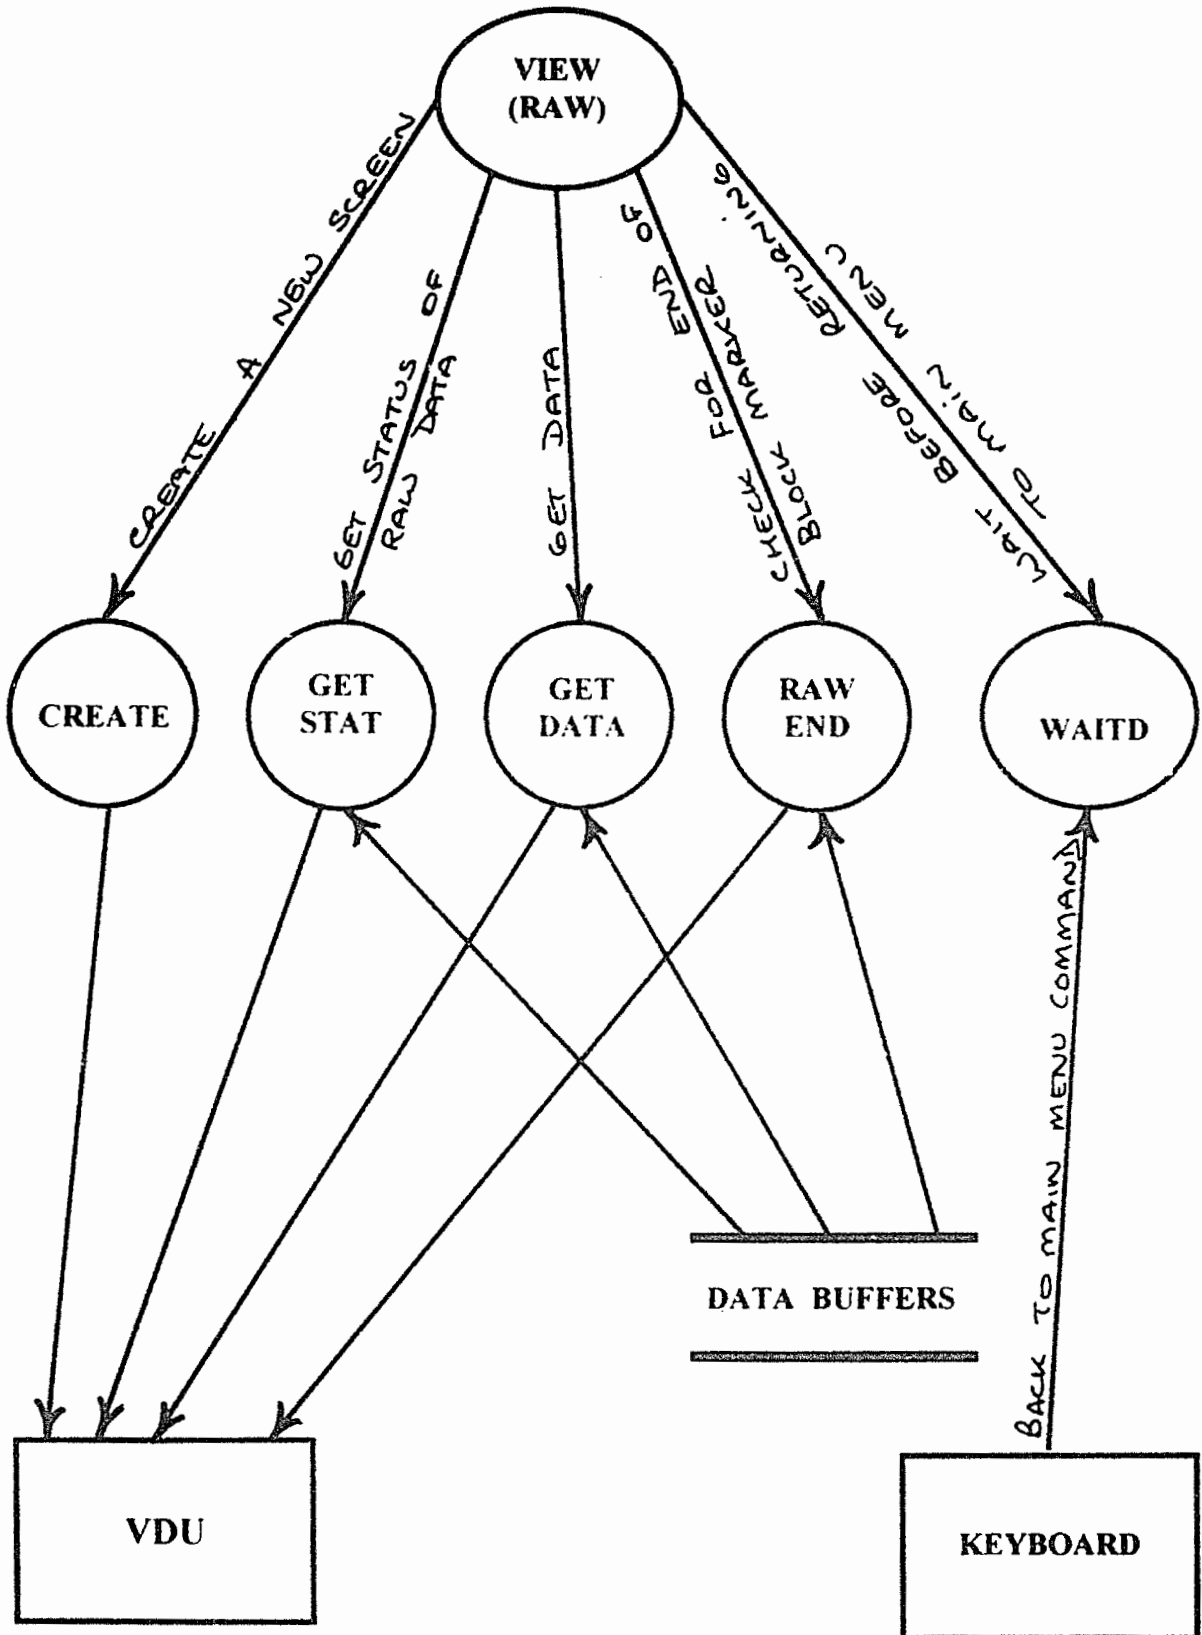 VIEW
(RAW)
CREATE A NEW SCREEN
GET STATUS OF
RAW DATA
GET DATA
CHECK FOR END OF
BLOCK MARKER
WAIT BEFORE RETURNING
TO MAIN MENU
CREATE
GET
STAT
GET
DATA
RAW
END
WAITD
BACK TO MAIN MENU COMMAND
DATA BUFFERS
VDU
KEYBOARD